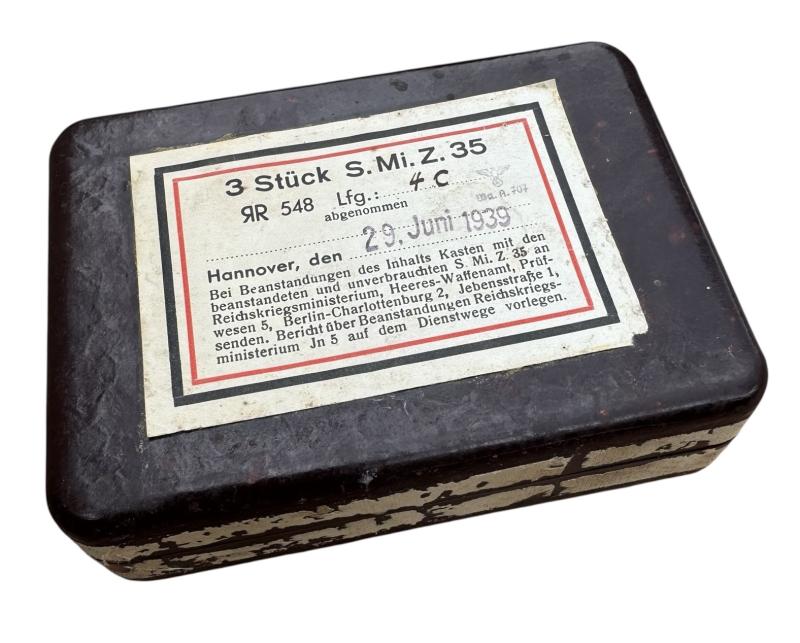 3 Stück S. Mi. Z. 35
ЯR 548 Lfg.: 4 C
abgenommen
Wa. A. 707
Hannover, den 29. Juni 1939
Bei Beanstandungen des Inhalts Kasten mit den
beanstandeten und unverbrauchten S. Mi. Z. 35 an
Reichskriegsministerium, Heeres-Waffenamt, Prüf-
wesen 5, Berlin-Charlottenburg 2, Jebensstraße 1,
senden. Bericht über Beanstandungen Reichskriegs-
ministerium Jn 5 auf dem Dienstwege vorlegen.